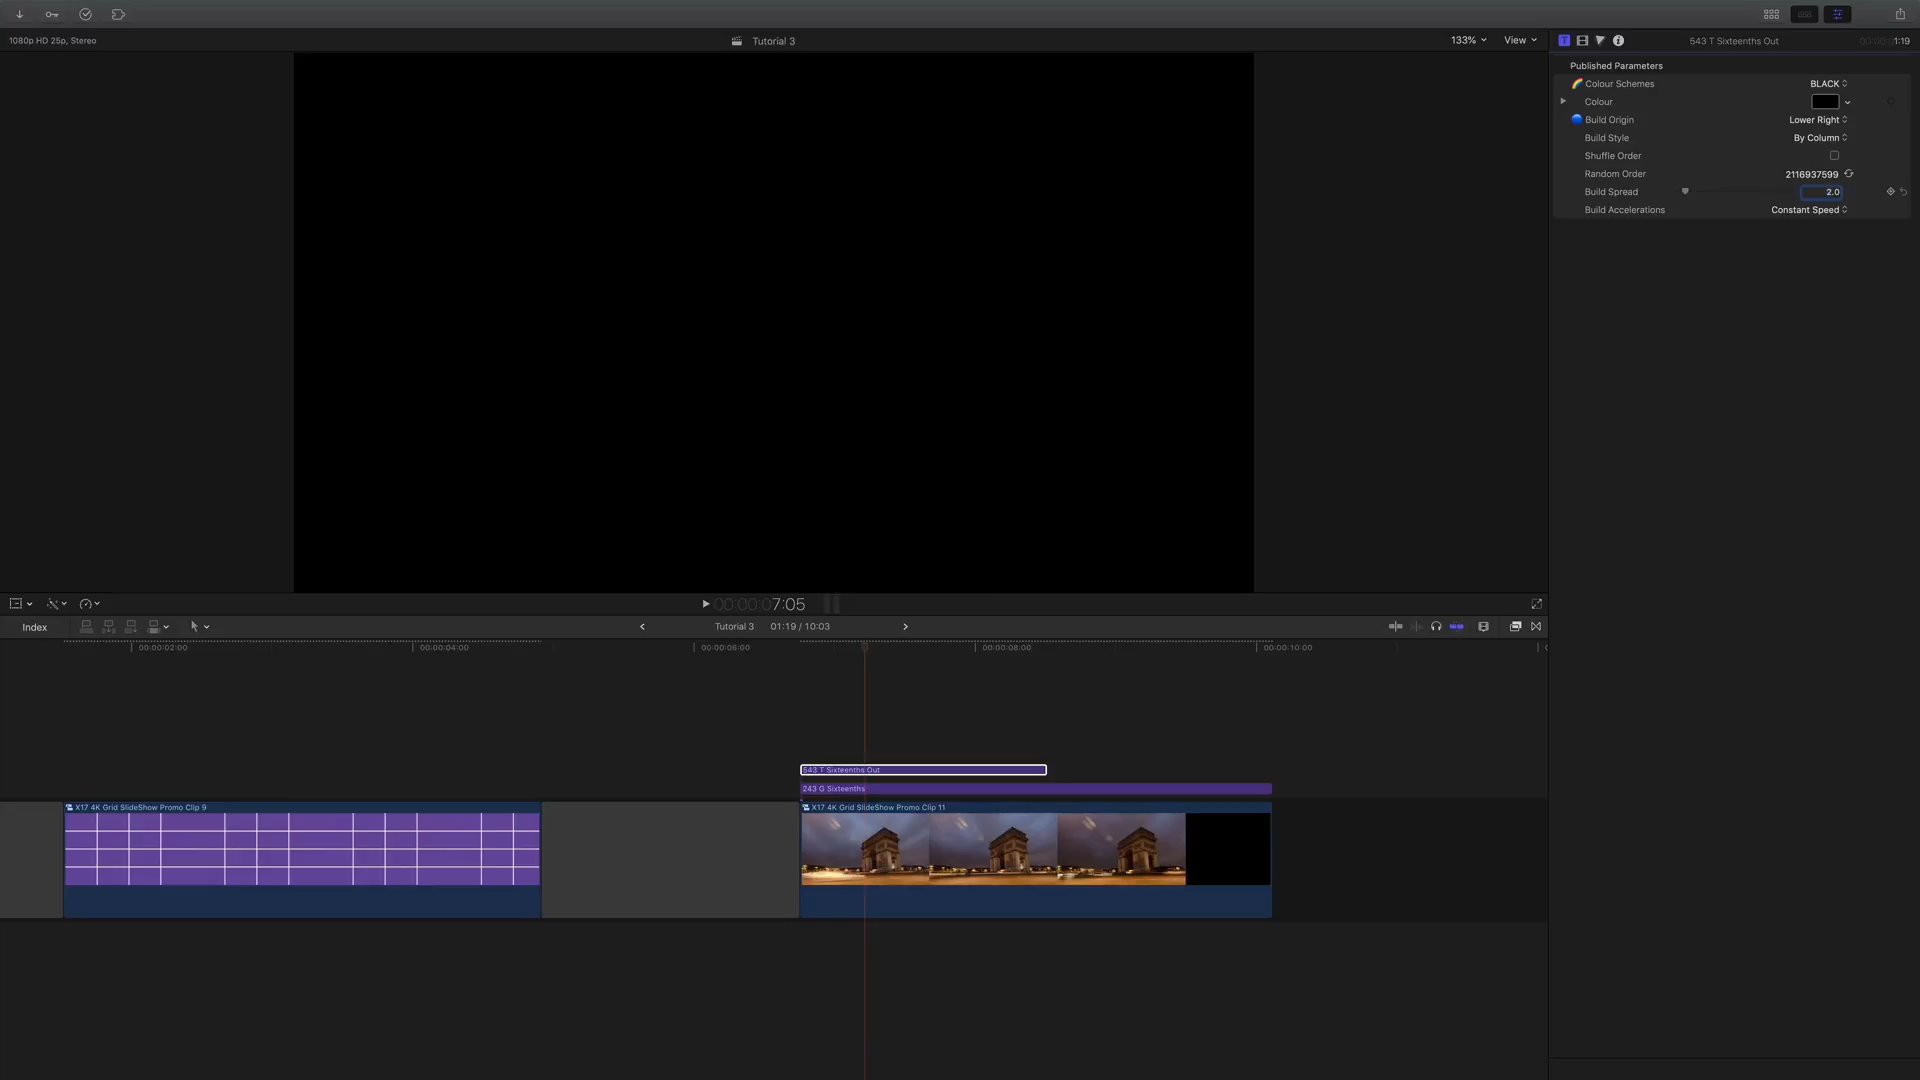 1080p HD 25p, Stereo
Tutorial 3
133%
View
543 T Sixteenths Out
00:00:01:19
Published Parameters
Colour Schemes
BLACK
Colour
Build Origin
Lower Right
Build Style
By Column
Shuffle Order
Random Order
2116937599
Build Spread
2.0
Build Accelerations
Constant Speed
00:00:07:05
Index
Tutorial 3
01:19 / 10:03
00:00:02:00
00:00:04:00
00:00:06:00
00:00:08:00
00:00:10:00
543 T Sixteenths Out
243 G Sixteenths
X17 4K Grid SlideShow Promo Clip 9
X17 4K Grid SlideShow Promo Clip 11